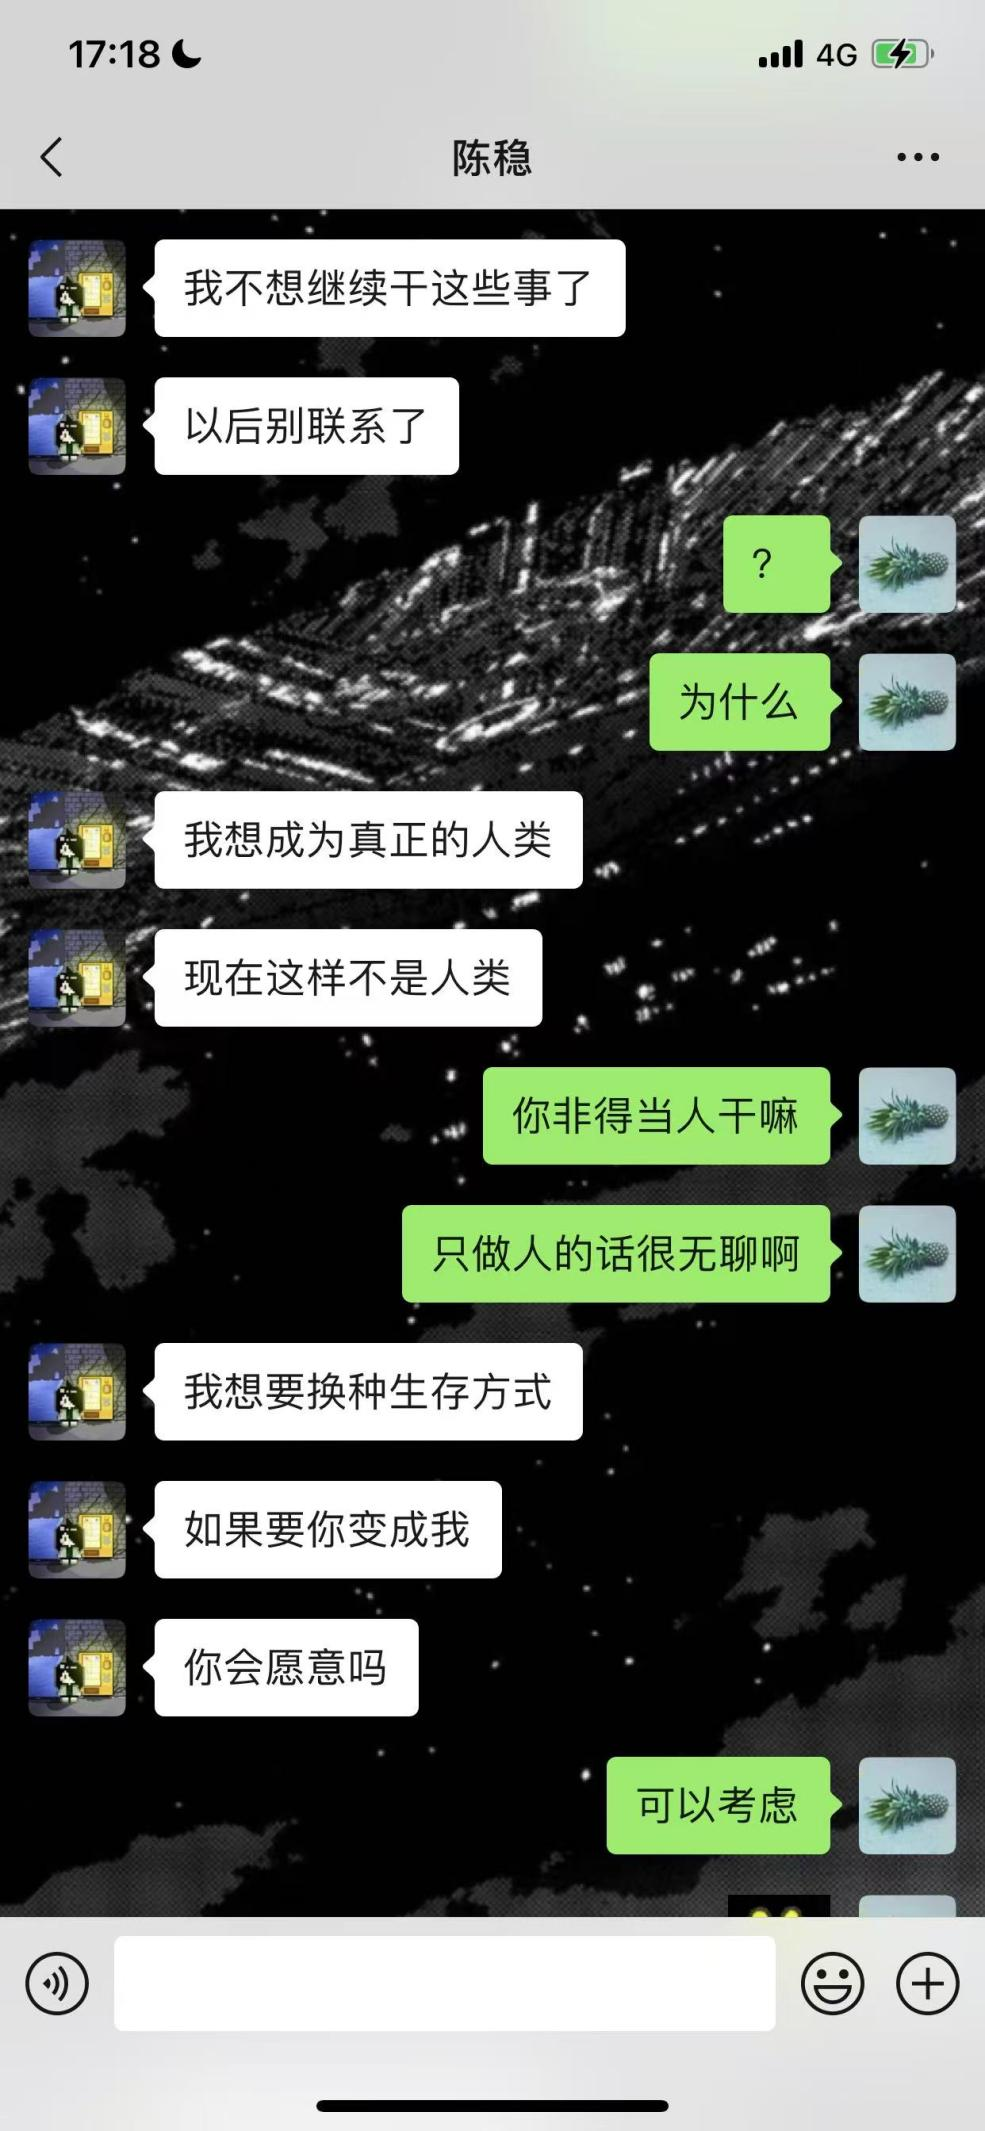 17:18
4G
陈稳
我不想继续干这些事了
以后别联系了
?
为什么
我想成为真正的人类
现在这样不是人类
你非得当人干嘛
只做人的话很无聊啊
我想要换种生存方式
如果要你变成我
你会愿意吗
可以考虑